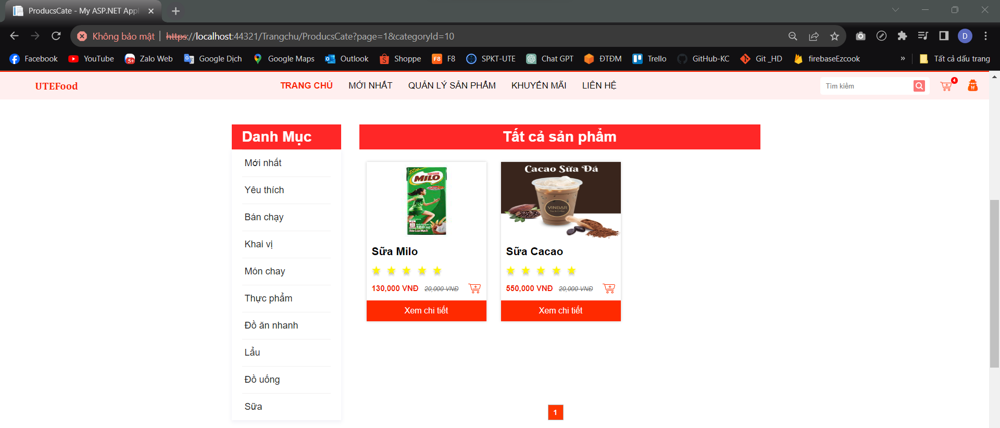 ProducsCate - My ASP.NET Appl
Không bảo mật https://localhost:44321/Trangchu/ProducsCate?page=1&categoryId=10
D
Facebook YouTube Zalo Web Google Dịch Google Maps Outlook Shoppe F8 SPKT-UTE Chat GPT ĐTĐM Trello GitHub-KC Git _HD firebaseEzcook » Tất cả dấu trang
UTEFood TRANG CHỦ MỚI NHẤT QUẢN LÝ SẢN PHẨM KHUYẾN MÃI LIÊN HỆ Tìm kiếm 4
Danh Mục
Mới nhất
Yêu thích
Bán chạy
Khai vị
Món chay
Thực phẩm
Đồ ăn nhanh
Lẩu
Đồ uống
Sữa
Tất cả sản phẩm
MILO
Sữa Lúa Mạch
Sữa Milo
130,000 VNĐ 20,000 VNĐ
Xem chi tiết
Cacao Sữa Đá
VINBAR
Sữa Cacao
550,000 VNĐ 20,000 VNĐ
Xem chi tiết
1